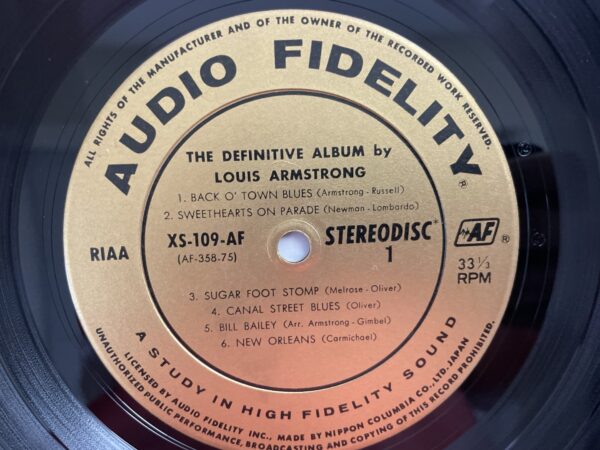 ALL RIGHTS OF THE MANUFACTURER AND OF THE OWNER OF THE RECORDED WORK RESERVED.
AUDIO FIDELITY®
THE DEFINITIVE ALBUM by
LOUIS ARMSTRONG
1. BACK O' TOWN BLUES (Armstrong - Russell)
2. SWEETHEARTS ON PARADE (Newman - Lombardo)
RIAA
XS-109-AF
(AF-358-75)
STEREODISC*
1
AF®
33 ⅓
RPM
3. SUGAR FOOT STOMP (Melrose - Oliver)
4. CANAL STREET BLUES (Oliver)
5. BILL BAILEY (Arr. Armstrong - Gimbel)
6. NEW ORLEANS (Carmichael)
A STUDY IN HIGH FIDELITY SOUND
LICENSED BY AUDIO FIDELITY INC., MADE BY NIPPON COLUMBIA CO., LTD., JAPAN
UNAUTHORIZED PUBLIC PERFORMANCE, BROADCASTING AND COPYING OF THIS RECORD PROHIBITED.